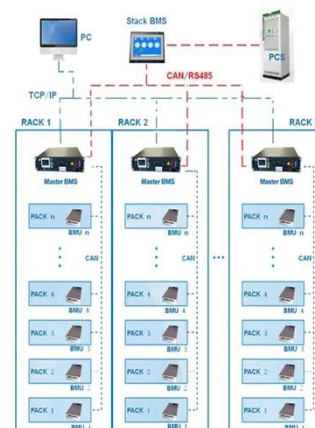 Stack BMS
PC
PCS
CAN/RS485
TCP/IP
RACK 1
RACK 2
RACK
Master BMS
Master BMS
Master BMS
PACK n
BMU n
PACK n
BMU n
PACK n
BMU n
CAN
CAN
CAN
PACK 4
BMU 4
PACK 4
BMU 4
PACK 4
BMU 4
PACK 3
BMU 3
PACK 3
BMU 3
PACK 3
BMU 3
PACK 2
BMU 2
PACK 2
BMU 2
PACK 2
BMU 2
PACK 1
BMU
PACK 1
BMU
PACK 1
BMU